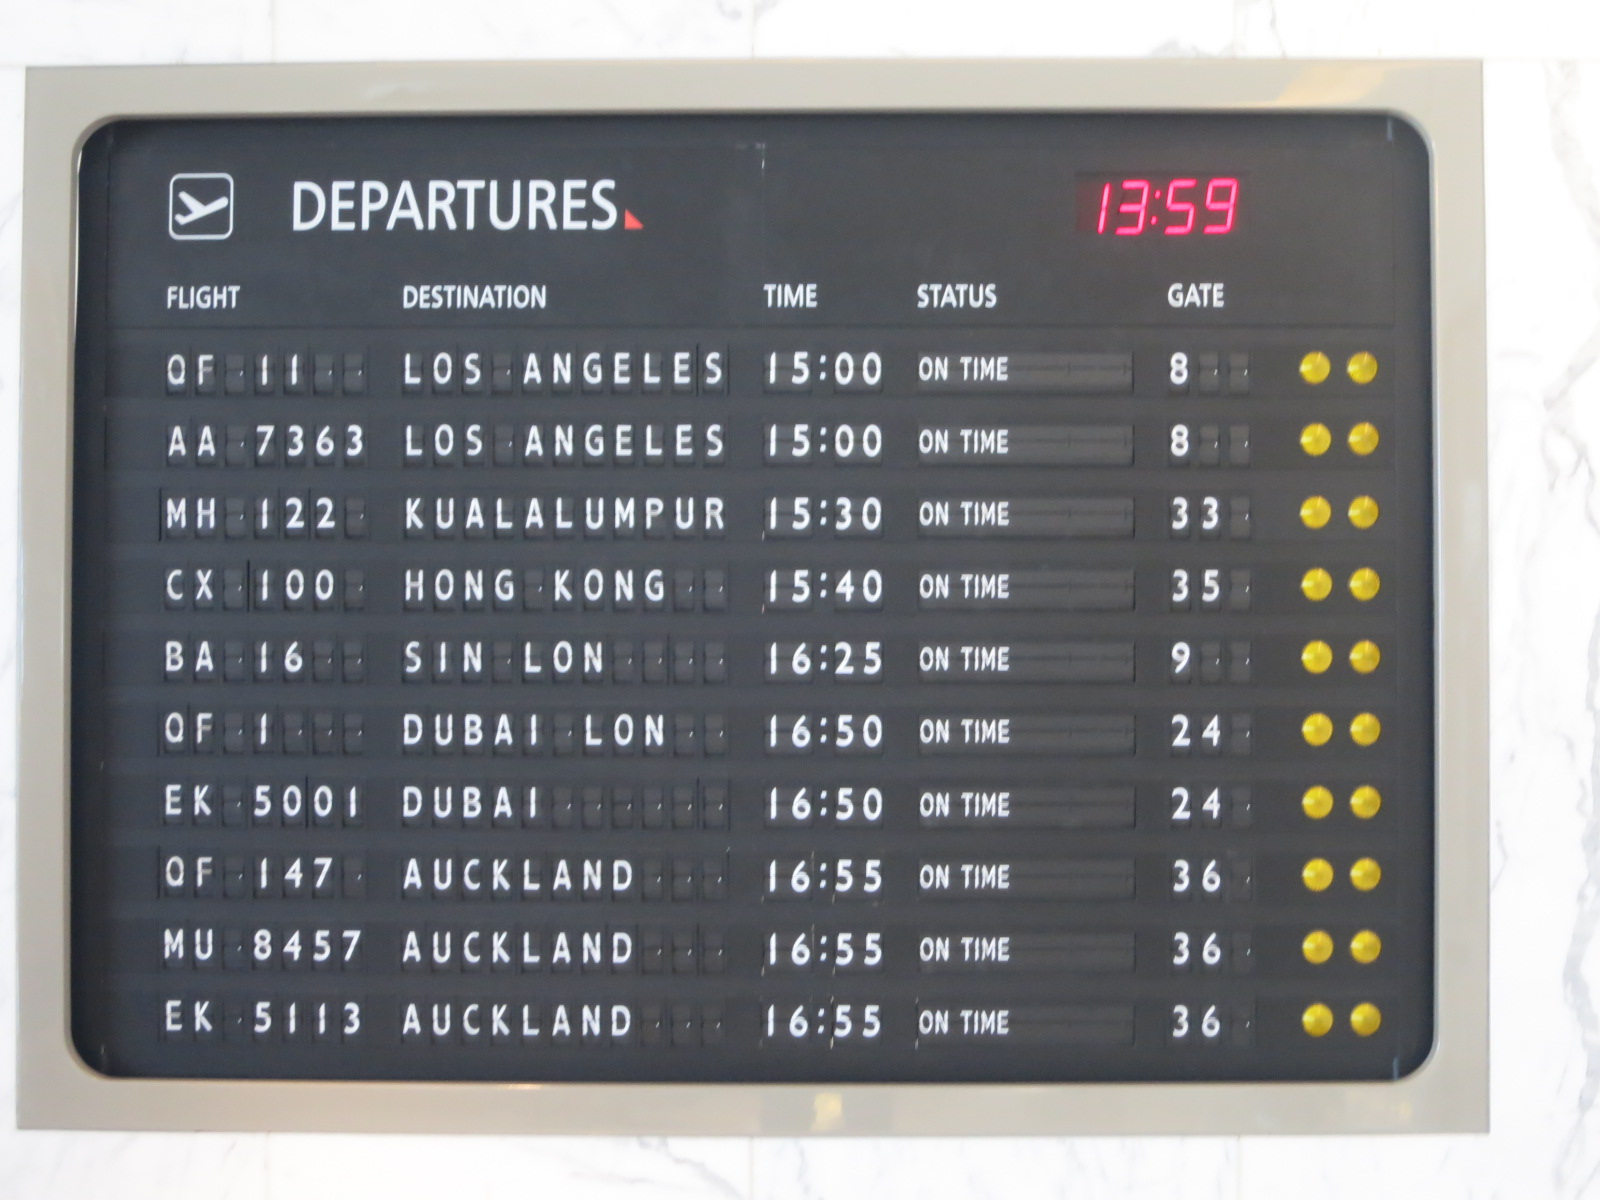 DEPARTURES 13:59
FLIGHT DESTINATION TIME STATUS GATE
QF 11 LOS ANGELES 15:00 ON TIME 8
AA 7363 LOS ANGELES 15:00 ON TIME 8
MH 122 KUALALUMPUR 15:30 ON TIME 33
CX 100 HONG KONG 15:40 ON TIME 35
BA 16 SIN LON 16:25 ON TIME 9
QF 1 DUBAI LON 16:50 ON TIME 24
EK 5001 DUBAI 16:50 ON TIME 24
QF 147 AUCKLAND 16:55 ON TIME 36
MU 8457 AUCKLAND 16:55 ON TIME 36
EK 5113 AUCKLAND 16:55 ON TIME 36